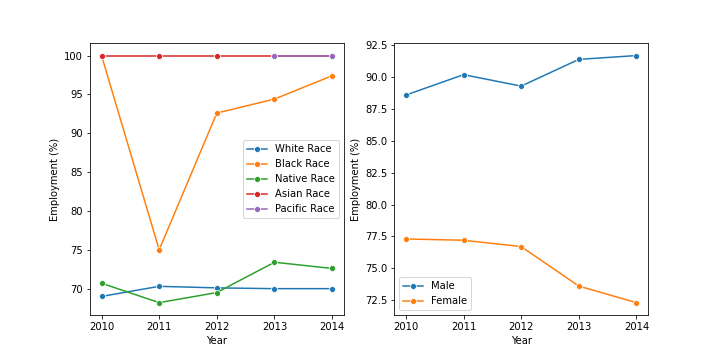 Employment (%)
100
95
90
85
80
75
70
2010 2011 2012 2013 2014
Year
White Race
Black Race
Native Race
Asian Race
Pacific Race
Employment (%)
92.5
90.0
87.5
85.0
82.5
80.0
77.5
75.0
72.5
2010 2011 2012 2013 2014
Year
Male
Female